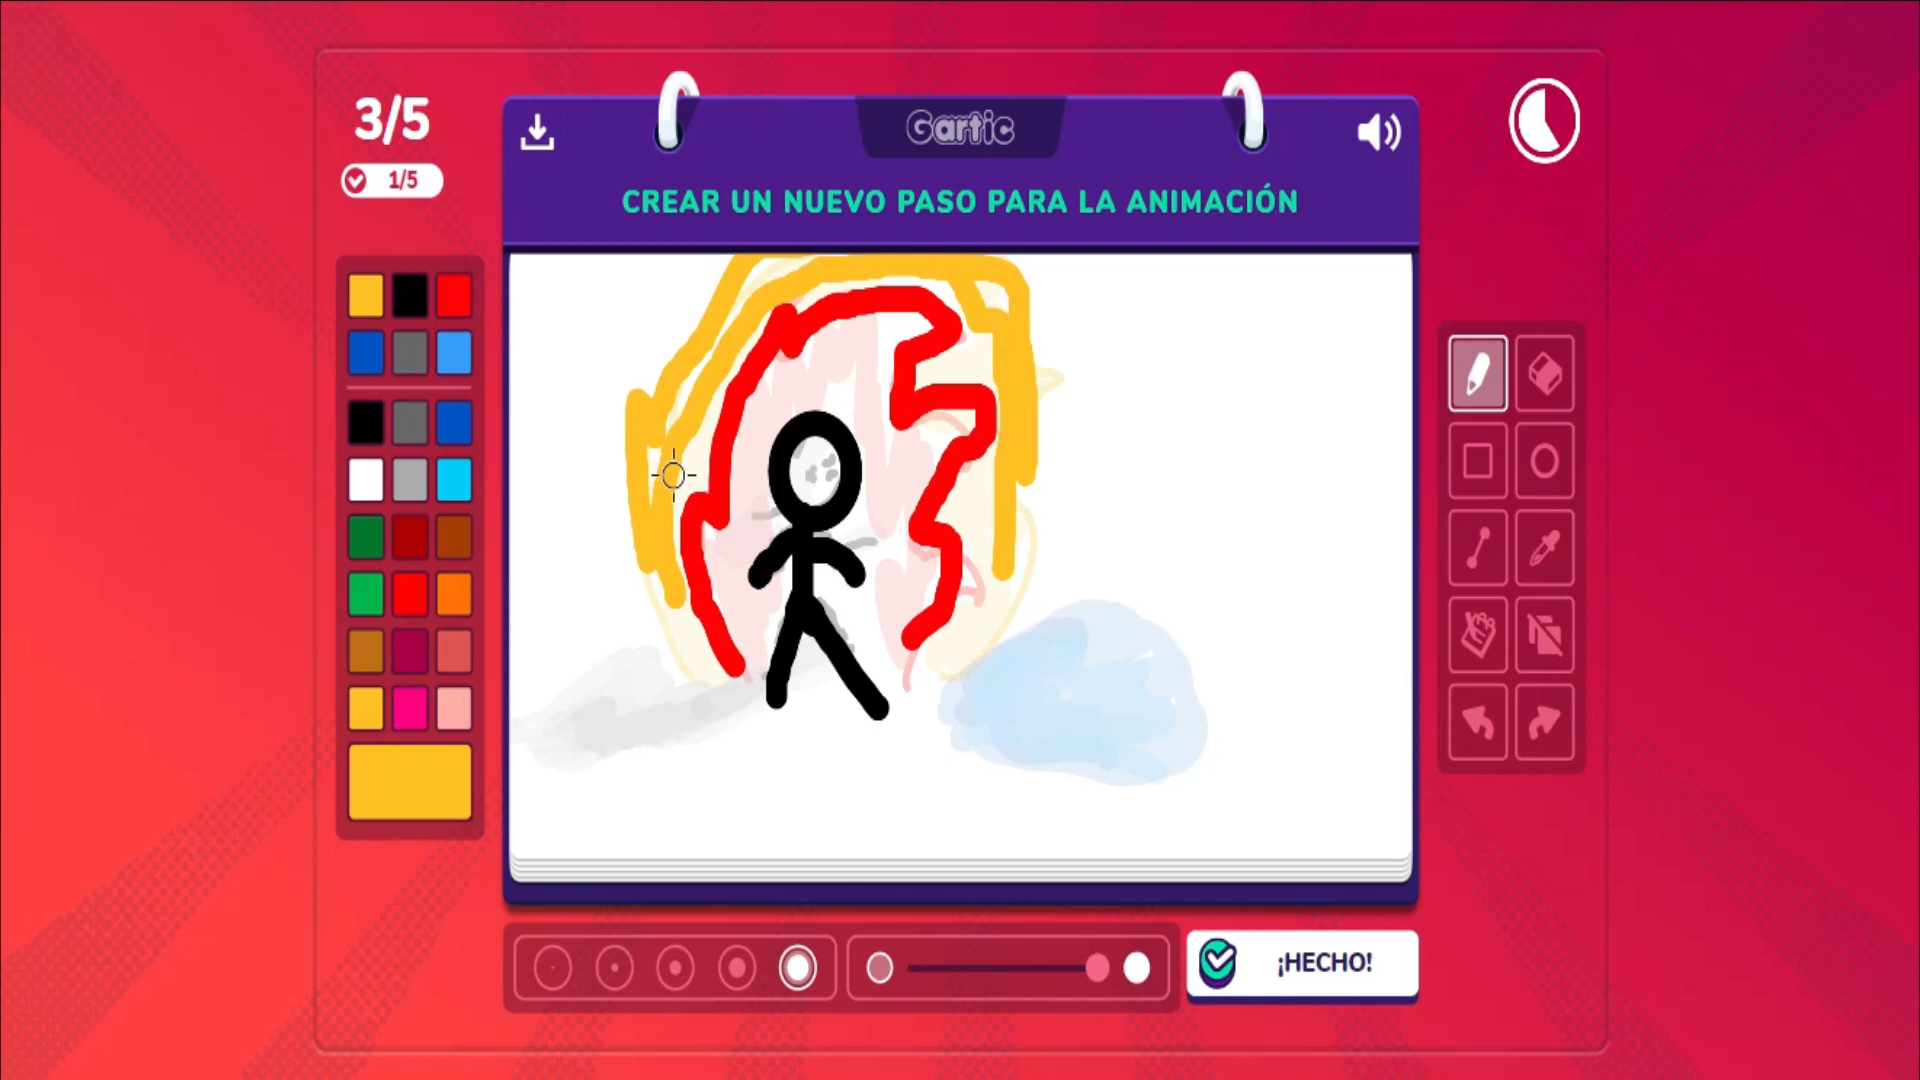 3/5
1/5
Gartic
CREAR UN NUEVO PASO PARA LA ANIMACIÓN
¡HECHO!